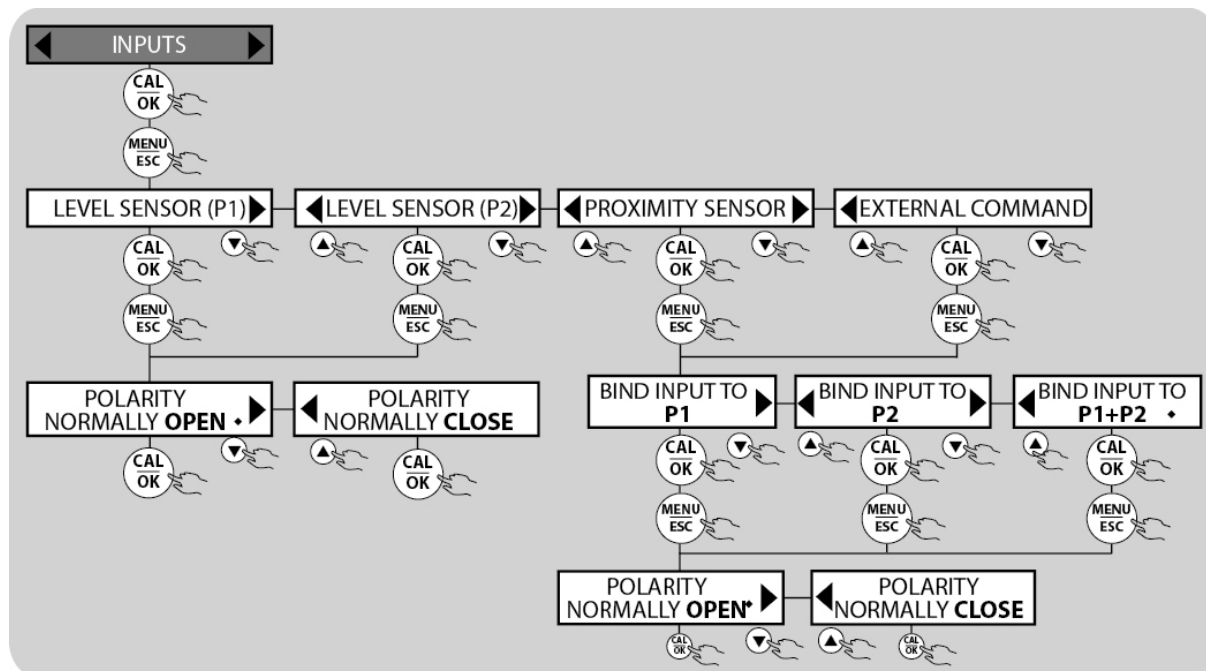 INPUTS
CAL
OK
MENU
ESC
LEVEL SENSOR (P1)
LEVEL SENSOR (P2)
PROXIMITY SENSOR
EXTERNAL COMMAND
CAL
OK
CAL
OK
CAL
OK
CAL
OK
MENU
ESC
MENU
ESC
MENU
ESC
MENU
ESC
POLARITY
NORMALLY OPEN
POLARITY
NORMALLY CLOSE
BIND INPUT TO
P1
BIND INPUT TO
P2
BIND INPUT TO
P1+P2
CAL
OK
CAL
OK
CAL
OK
CAL
OK
CAL
OK
MENU
ESC
MENU
ESC
MENU
ESC
POLARITY
NORMALLY OPEN
POLARITY
NORMALLY CLOSE
CAL
OK
CAL
OK